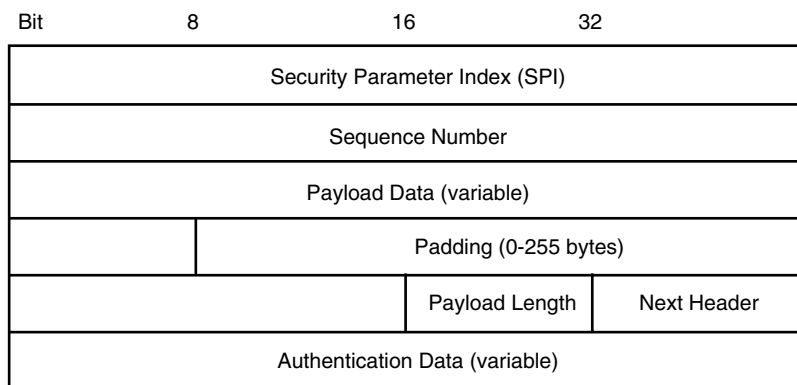 Bit 8 16 32
Security Parameter Index (SPI)
Sequence Number
Payload Data (variable)
Padding (0-255 bytes)
Payload Length Next Header
Authentication Data (variable)